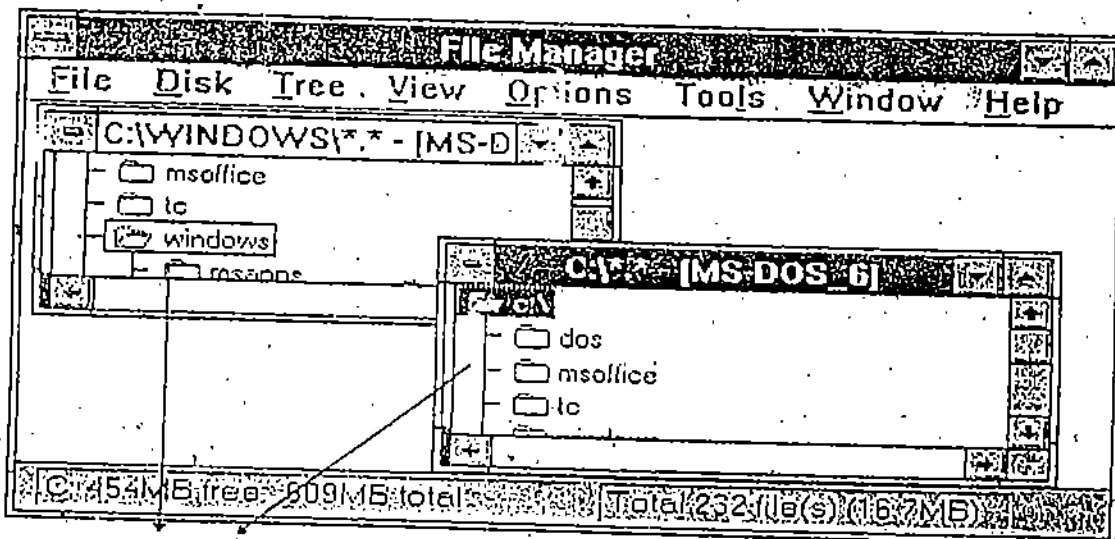 File Manager
File Disk Tree View Options Tools Window Help
C:\WINDOWS\*.* - [MS-D
msoffice
tc
windows
msapps
C:\*.* - [MS-DOS_6]
c:\
dos
msoffice
tc
C: 454MB free, 609MB total Total 232 file(s) (16.7MB)